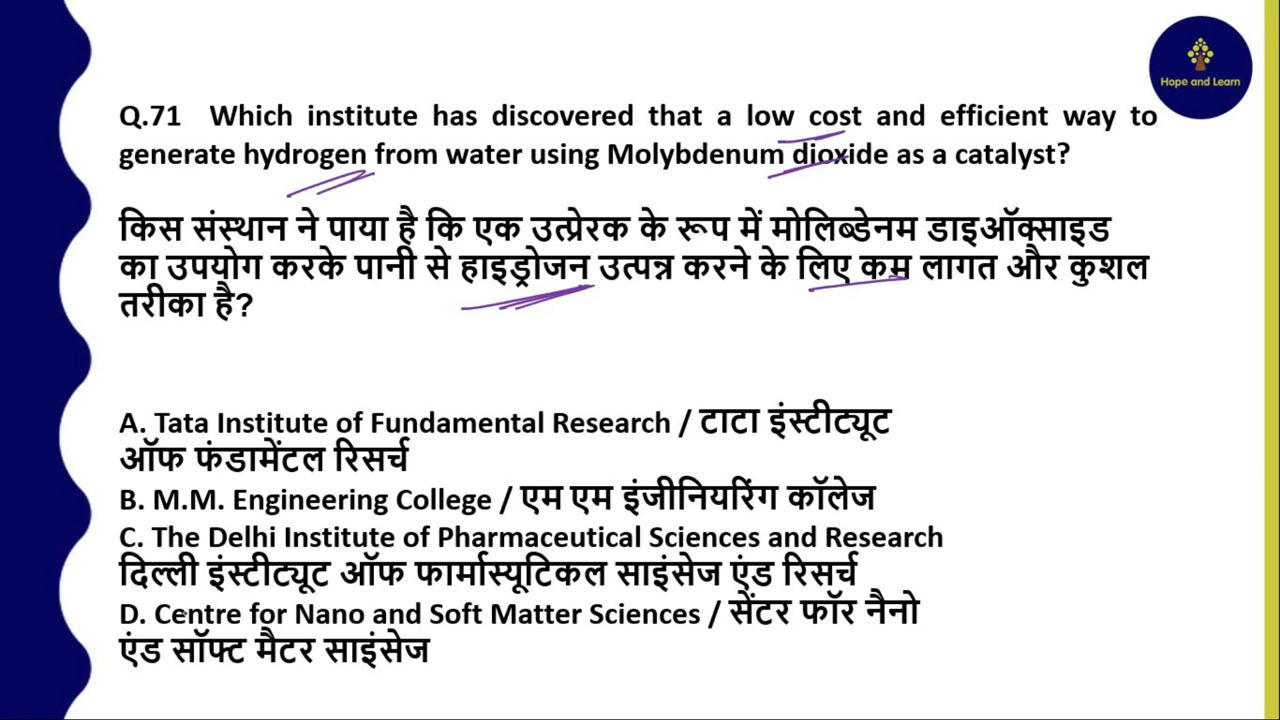 Hope and Learn
Q.71 Which institute has discovered that a low cost and efficient way to
generate hydrogen from water using Molybdenum dioxide as a catalyst?
किस संस्थान ने पाया है कि एक उत्प्रेरक के रूप में मोलिब्डेनम डाइऑक्साइड
का उपयोग करके पानी से हाइड्रोजन उत्पन्न करने के लिए कम लागत और कुशल
तरीका है?
A. Tata Institute of Fundamental Research / टाटा इंस्टीट्यूट
ऑफ फंडामेंटल रिसर्च
B. M.M. Engineering College / एम एम इंजीनियरिंग कॉलेज
C. The Delhi Institute of Pharmaceutical Sciences and Research
दिल्ली इंस्टीट्यूट ऑफ फार्मास्यूटिकल साइंसेज एंड रिसर्च
D. Centre for Nano and Soft Matter Sciences / सेंटर फॉर नैनो
एंड सॉफ्ट मैटर साइंसेज